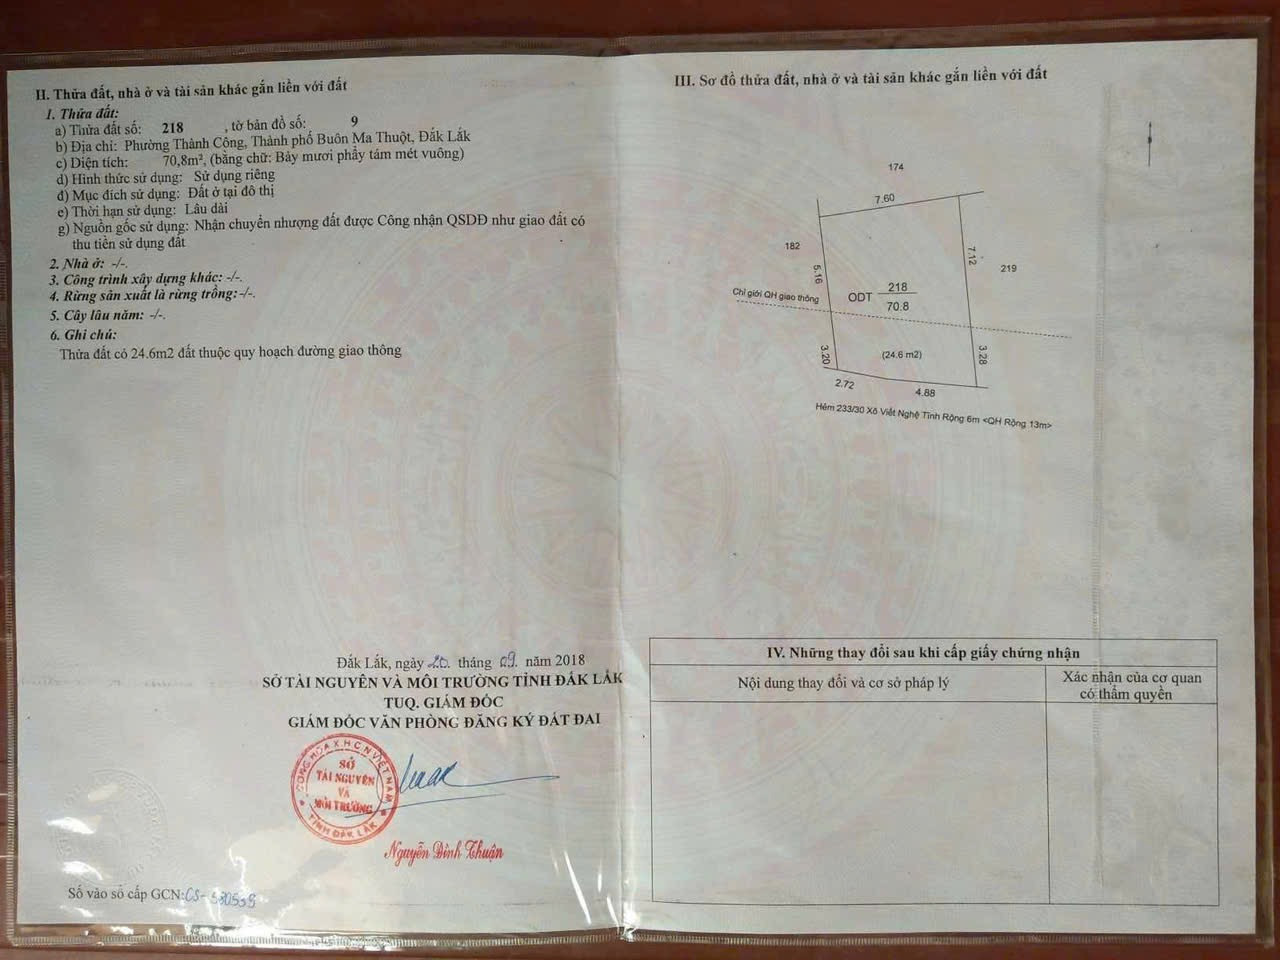 II. Thửa đất, nhà ở và tài sản khác gắn liền với đất
1. Thửa đất:
a) Thửa đất số: 218 , tờ bản đồ số: 9
b) Địa chỉ: Phường Thành Công, Thành phố Buôn Ma Thuột, Đắk Lắk
c) Diện tích: 70,8m², (bằng chữ: Bảy mươi phẩy tám mét vuông)
d) Hình thức sử dụng: Sử dụng riêng
đ) Mục đích sử dụng: Đất ở tại đô thị
e) Thời hạn sử dụng: Lâu dài
g) Nguồn gốc sử dụng: Nhận chuyển nhượng đất được Công nhận QSDĐ như giao đất có
thu tiền sử dụng đất
2. Nhà ở: -/-.
3. Công trình xây dựng khác: -/-.
4. Rừng sản xuất là rừng trồng:-/-.
5. Cây lâu năm: -/-.
6. Ghi chú:
Thửa đất có 24.6m2 đất thuộc quy hoạch đường giao thông
Đắk Lắk, ngày 20 tháng 09 năm 2018
SỞ TÀI NGUYÊN VÀ MÔI TRƯỜNG TỈNH ĐẮK LẮK
TUQ. GIÁM ĐỐC
GIÁM ĐỐC VĂN PHÒNG ĐĂNG KÝ ĐẤT ĐAI
CỘNG HÒA X.H.C.N VIỆT NAM
SỞ
TÀI NGUYÊN
VÀ
MÔI TRƯỜNG
TỈNH ĐẮK LẮK
Nguyễn Đình Thuận
Số vào sổ cấp GCN:
III. Sơ đồ thửa đất, nhà ở và tài sản khác gắn liền với đất
174
7.60
182
5.16
7.12
219
Chỉ giới QH giao thông
ODT 218
70.8
3.20
(24.6 m2)
3.28
2.72
4.88
Hẻm 233/30 Xô Viết Nghệ Tĩnh Rộng 6m <QH Rộng 13m>
IV. Những thay đổi sau khi cấp giấy chứng nhận
Nội dung thay đổi và cơ sở pháp lý
Xác nhận của cơ quan
có thẩm quyền